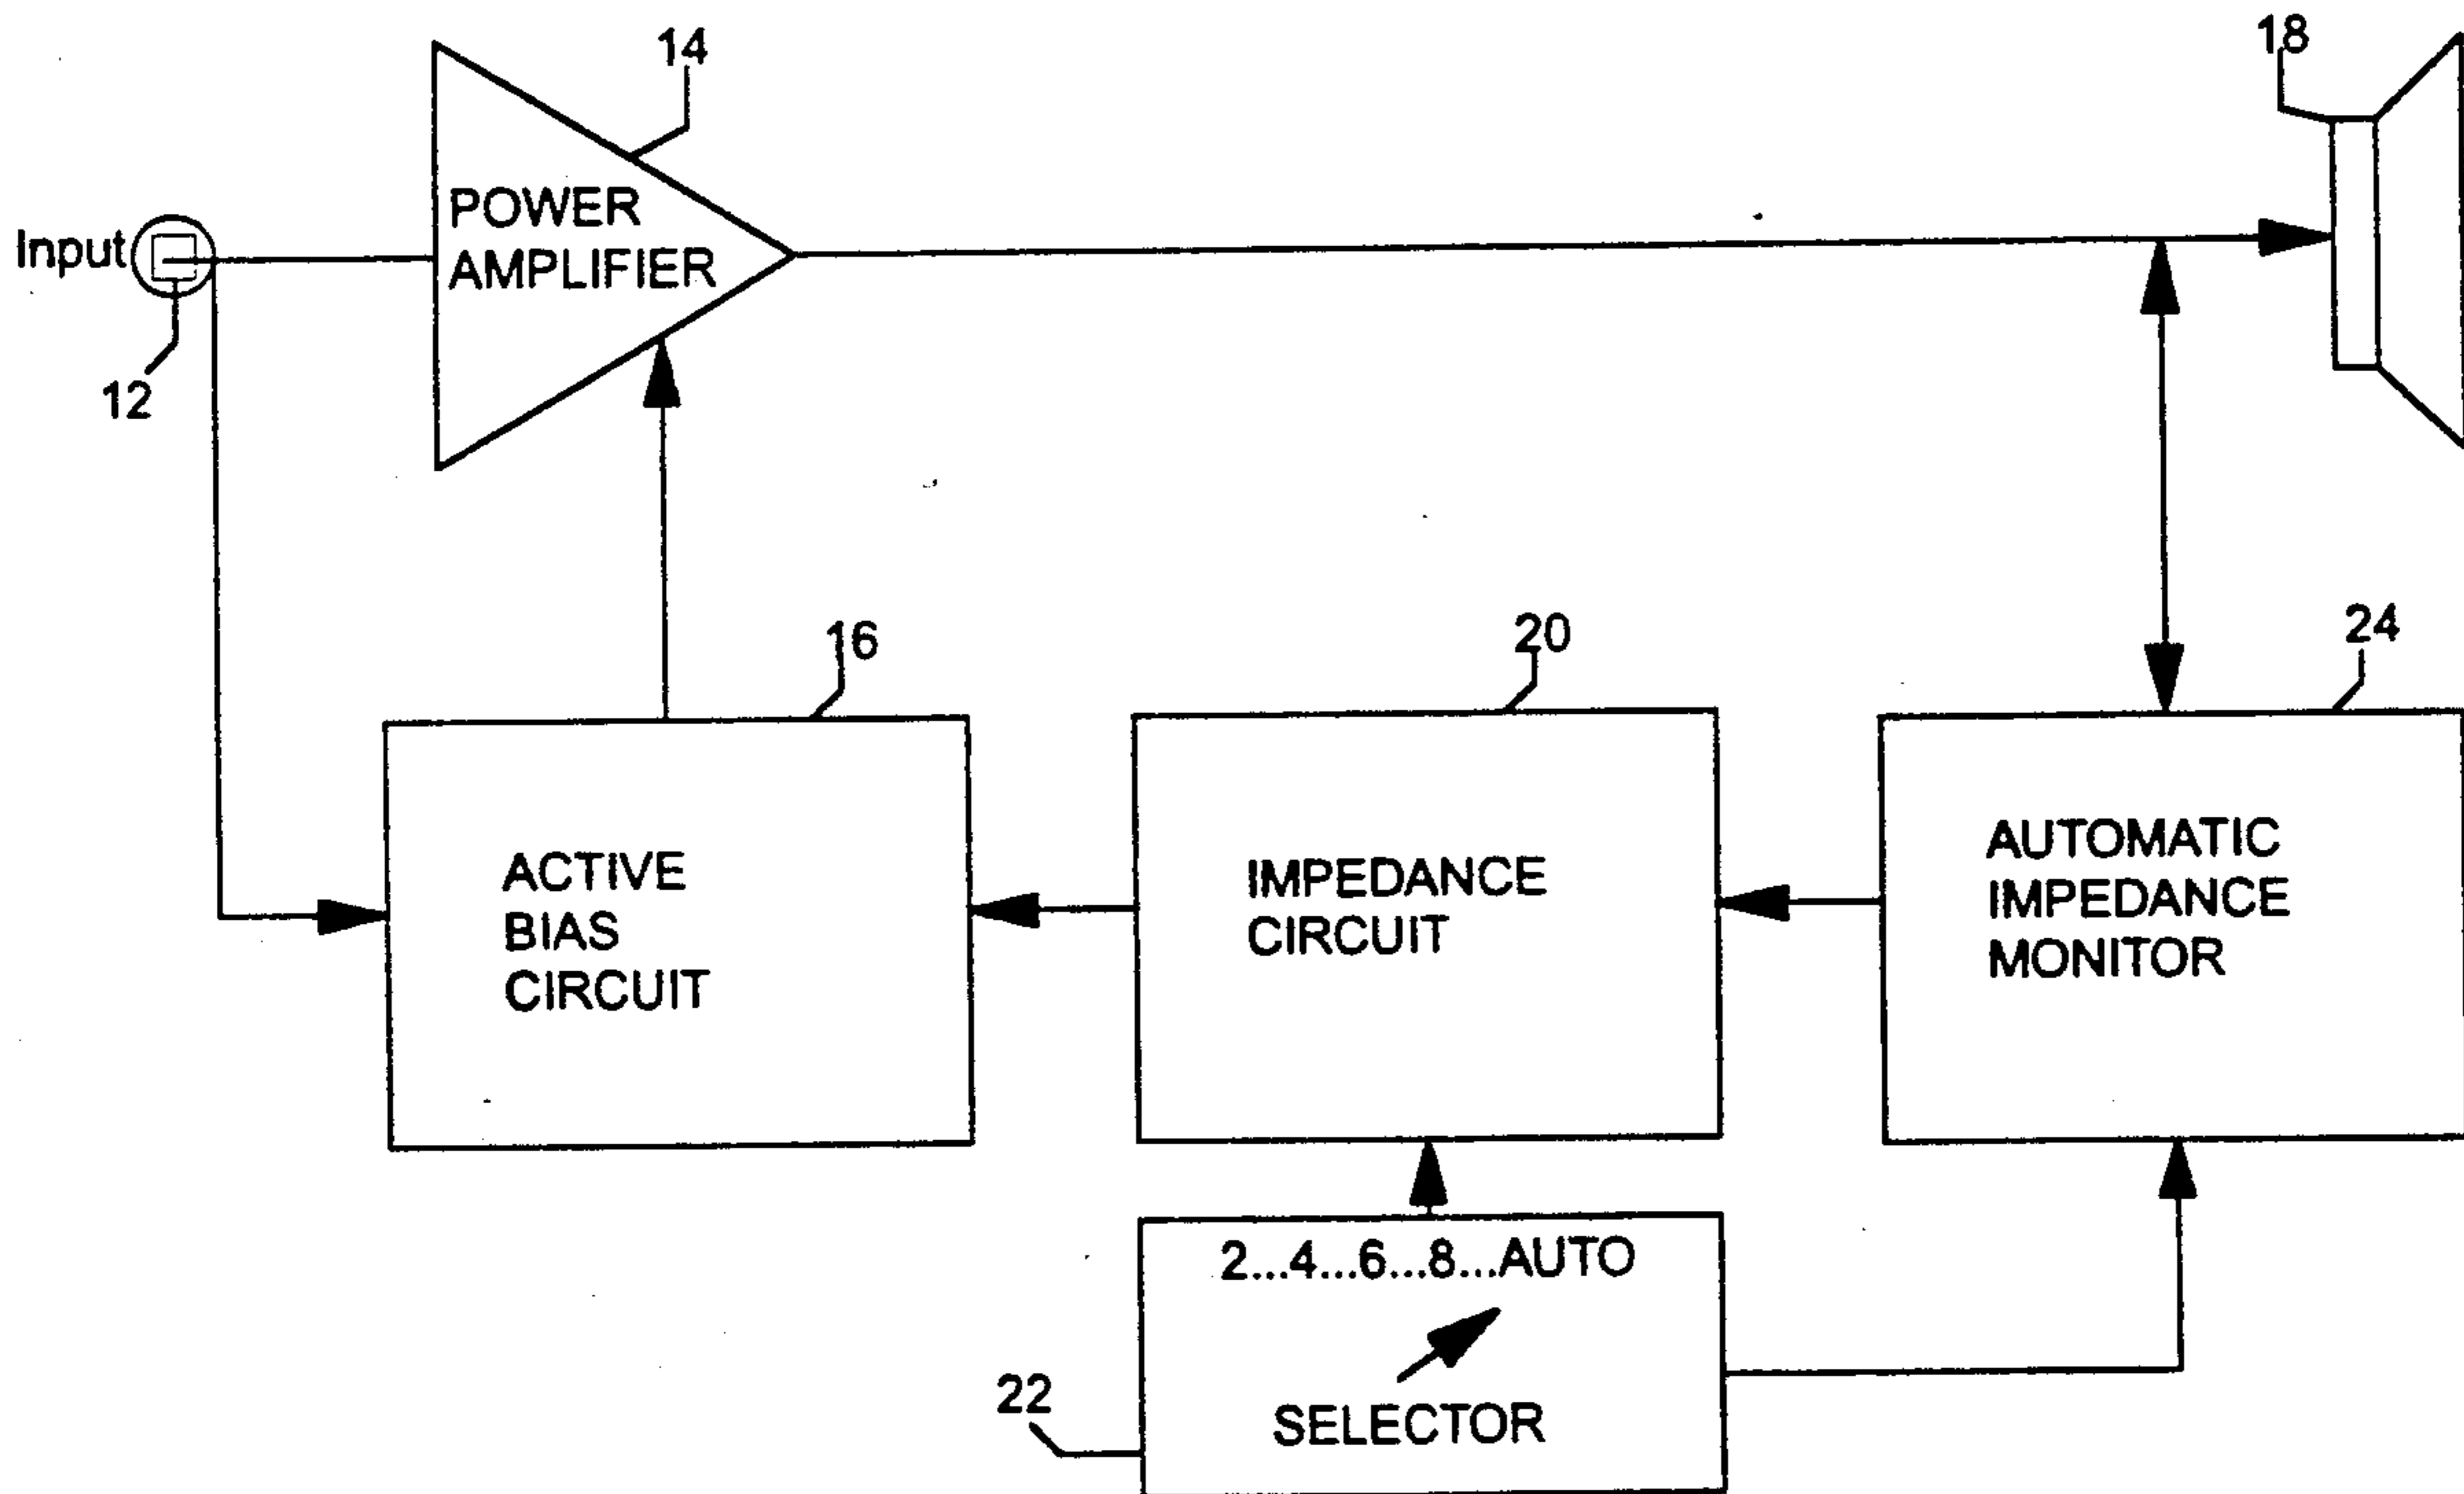 14
18
POWER
AMPLIFIER
Input
12
16
20
24
ACTIVE
BIAS
CIRCUIT
IMPEDANCE
CIRCUIT
AUTOMATIC
IMPEDANCE
MONITOR
2...4...6...8...AUTO
22
SELECTOR